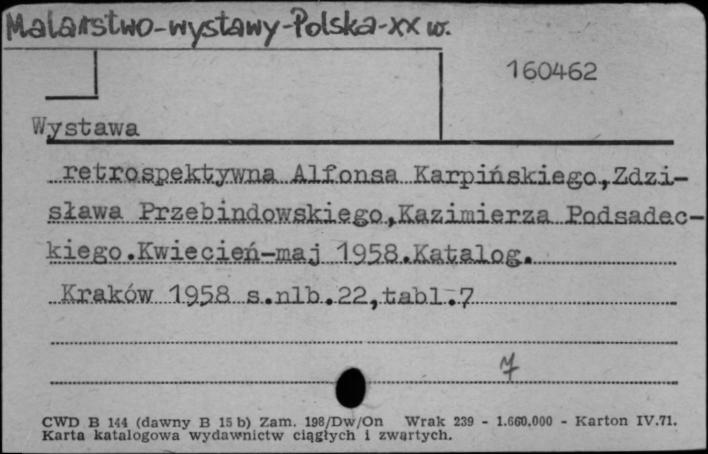 Malarstwo-wystawy-Polska-XX w.
160462
Wystawa
retrospektywna Alfonsa Karpińskiego,Zdzi-
sława Przebindowskiego,Kazimierza Podsadec-
kiego.Kwiecień-maj 1958.Katalog.
Kraków 1958 s.nlb.22,tabl.7
7
CWD B 144 (dawny B 15 b) Zam. 198/Dw/On Wrak 239 - 1.660.000 - Karton IV.71.
Karta katalogowa wydawnictw ciągłych i zwartych.